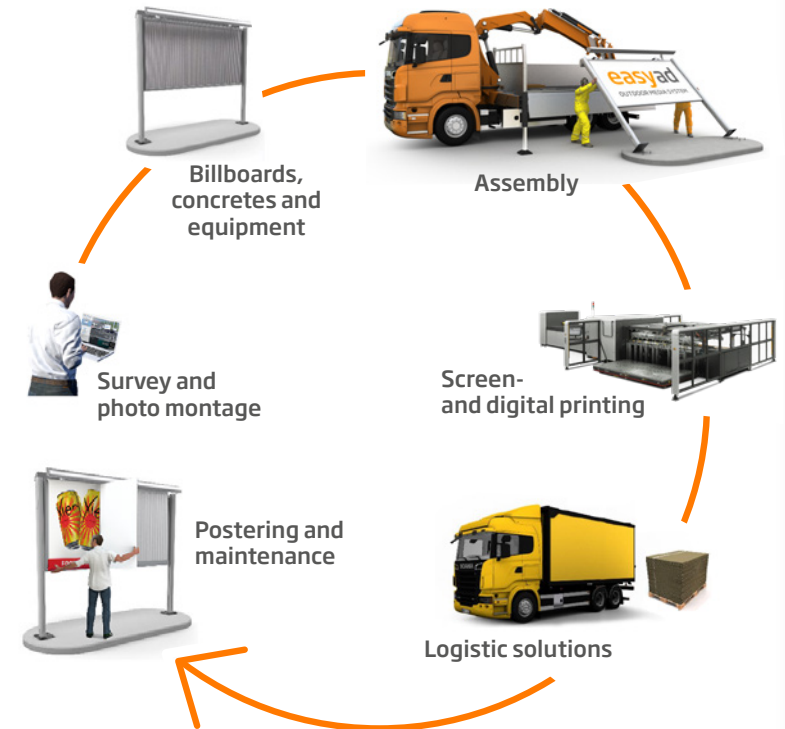 Billboards,
concretes and
equipment
easyad
OUTDOOR MEDIA SYSTEM
Assembly
Survey and
photo montage
Screen-
and digital printing
Postering and
maintenance
Logistic solutions